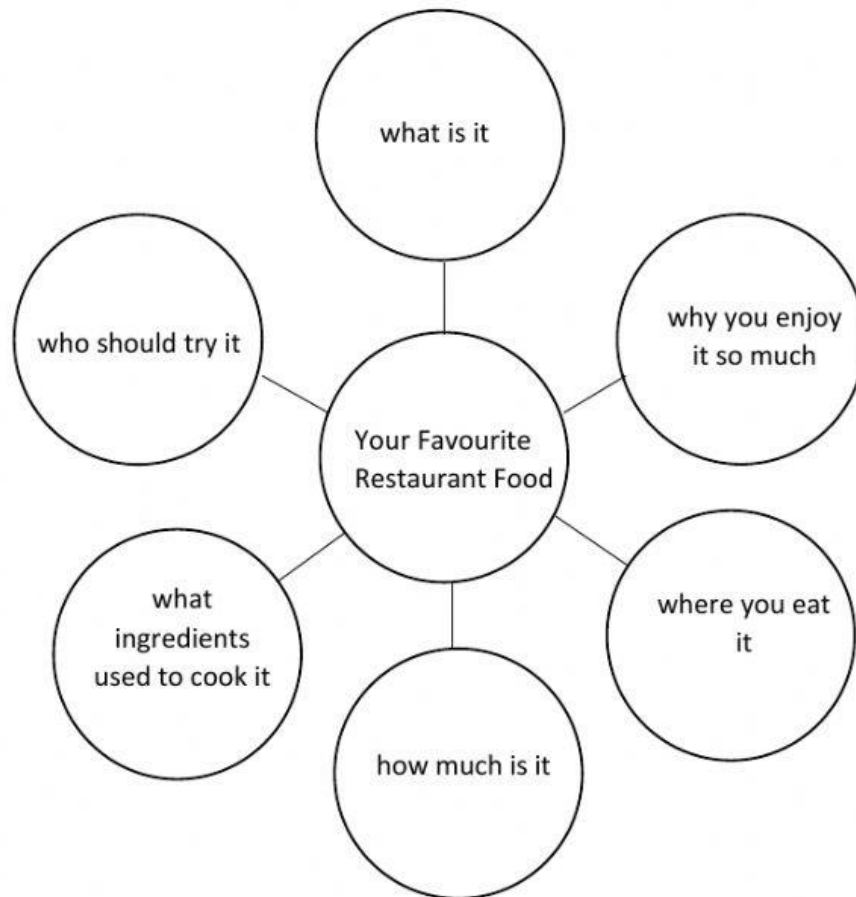 what is it
who should try it
why you enjoy
it so much
Your Favourite
Restaurant Food
what
ingredients
used to cook it
where you eat
it
how much is it